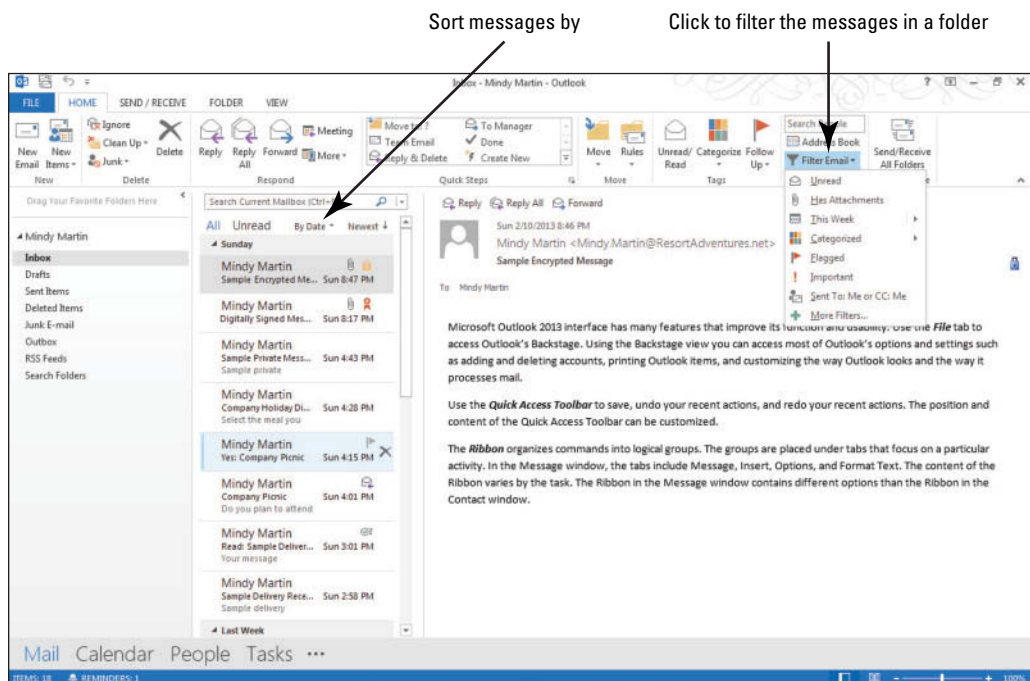 Sort messages by
Click to filter the messages in a folder
Inbox - Mindy Martin - Outlook
FILE HOME SEND / RECEIVE FOLDER VIEW
New Email
New Items
Ignore
Clean Up
Junk
Delete
Reply
Reply All
Forward
Meeting
More
Move to: ?
Team Email
Reply & Delete
To Manager
Done
Create New
Move
Rules
Unread/ Read
Categorize
Follow Up
Search People
Address Book
Filter Email
Send/Receive All Folders
New
Delete
Respond
Quick Steps
Move
Tags
Unread
Has Attachments
This Week
Categorized
Flagged
Important
Sent To: Me or CC: Me
More Filters...
Drag Your Favorite Folders Here
Mindy Martin
Inbox
Drafts
Sent Items
Deleted Items
Junk E-mail
Outbox
RSS Feeds
Search Folders
Search Current Mailbox (Ctrl+
All Unread By Date Newest
Sunday
Mindy Martin
Sample Encrypted Me... Sun 8:47 PM
Mindy Martin
Digitally Signed Mes... Sun 8:17 PM
Mindy Martin
Sample Private Mess... Sun 4:43 PM
Sample private
Mindy Martin
Company Holiday Di... Sun 4:28 PM
Select the meal you
Mindy Martin
Yes: Company Picnic Sun 4:15 PM
Mindy Martin
Company Picnic Sun 4:01 PM
Do you plan to attend
Mindy Martin
Read: Sample Deliver... Sun 3:01 PM
Your message
Mindy Martin
Sample Delivery Rece... Sun 2:58 PM
Sample delivery
Last Week
Reply Reply All Forward
Sun 2/10/2013 8:46 PM
Mindy Martin <Mindy.Martin@ResortAdventures.net>
Sample Encrypted Message
To Mindy Martin
Microsoft Outlook 2013 interface has many features that improve its function and usability. Use the File tab to
access Outlook's Backstage. Using the Backstage view you can access most of Outlook's options and settings such
as adding and deleting accounts, printing Outlook items, and customizing the way Outlook looks and the way it
processes mail.
Use the Quick Access Toolbar to save, undo your recent actions, and redo your recent actions. The position and
content of the Quick Access Toolbar can be customized.
The Ribbon organizes commands into logical groups. The groups are placed under tabs that focus on a particular
activity. In the Message window, the tabs include Message, Insert, Options, and Format Text. The content of the
Ribbon varies by the task. The Ribbon in the Message window contains different options than the Ribbon in the
Contact window.
Mail Calendar People Tasks •••
ITEMS: 18 REMINDERS: 1
100%